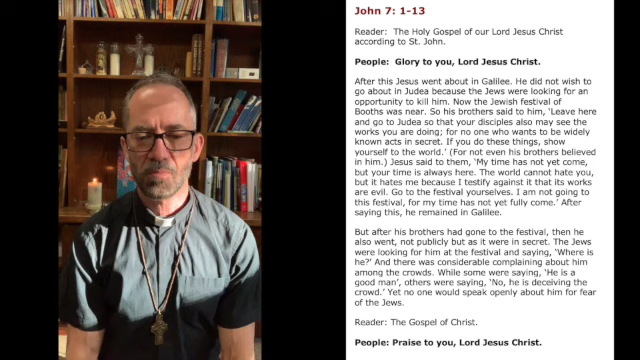 John 7: 1-13
Reader: The Holy Gospel of our Lord Jesus Christ
according to St. John.
People: Glory to you, Lord Jesus Christ.
After this Jesus went about in Galilee. He did not wish to
go about in Judea because the Jews were looking for an
opportunity to kill him. Now the Jewish festival of
Booths was near. So his brothers said to him, ‘Leave here
and go to Judea so that your disciples also may see the
works you are doing; for no one who wants to be widely
known acts in secret. If you do these things, show
yourself to the world.’ (For not even his brothers believed
in him.) Jesus said to them, ‘My time has not yet come,
but your time is always here. The world cannot hate you,
but it hates me because I testify against it that its works
are evil. Go to the festival yourselves. I am not going to
this festival, for my time has not yet fully come.’ After
saying this, he remained in Galilee.
But after his brothers had gone to the festival, then he
also went, not publicly but as it were in secret. The Jews
were looking for him at the festival and saying, ‘Where is
he?’ And there was considerable complaining about him
among the crowds. While some were saying, ‘He is a
good man’, others were saying, ‘No, he is deceiving the
crowd.’ Yet no one would speak openly about him for fear
of the Jews.
Reader: The Gospel of Christ.
People: Praise to you, Lord Jesus Christ.